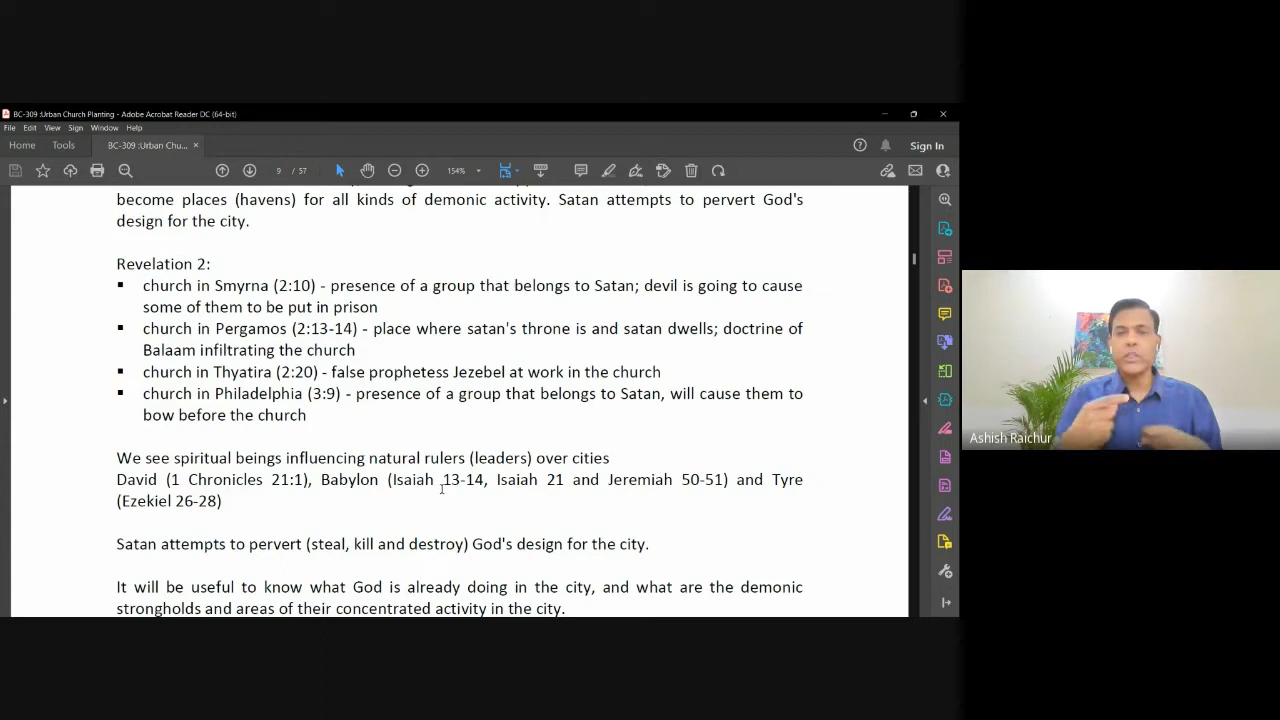 BC-309 :Urban Church Planting - Adobe Acrobat Reader DC (64-bit)
File Edit View Sign Window Help
Home Tools BC-309 :Urban Chu... × Sign In
9 / 57 154%
become places (havens) for all kinds of demonic activity. Satan attempts to pervert God's
design for the city.
Revelation 2:
▪ church in Smyrna (2:10) - presence of a group that belongs to Satan; devil is going to cause
some of them to be put in prison
▪ church in Pergamos (2:13-14) - place where satan's throne is and satan dwells; doctrine of
Balaam infiltrating the church
▪ church in Thyatira (2:20) - false prophetess Jezebel at work in the church
▪ church in Philadelphia (3:9) - presence of a group that belongs to Satan, will cause them to
bow before the church
We see spiritual beings influencing natural rulers (leaders) over cities
David (1 Chronicles 21:1), Babylon (Isaiah 13-14, Isaiah 21 and Jeremiah 50-51) and Tyre
(Ezekiel 26-28)
Satan attempts to pervert (steal, kill and destroy) God's design for the city.
It will be useful to know what God is already doing in the city, and what are the demonic
strongholds and areas of their concentrated activity in the city.
Ashish Raichur